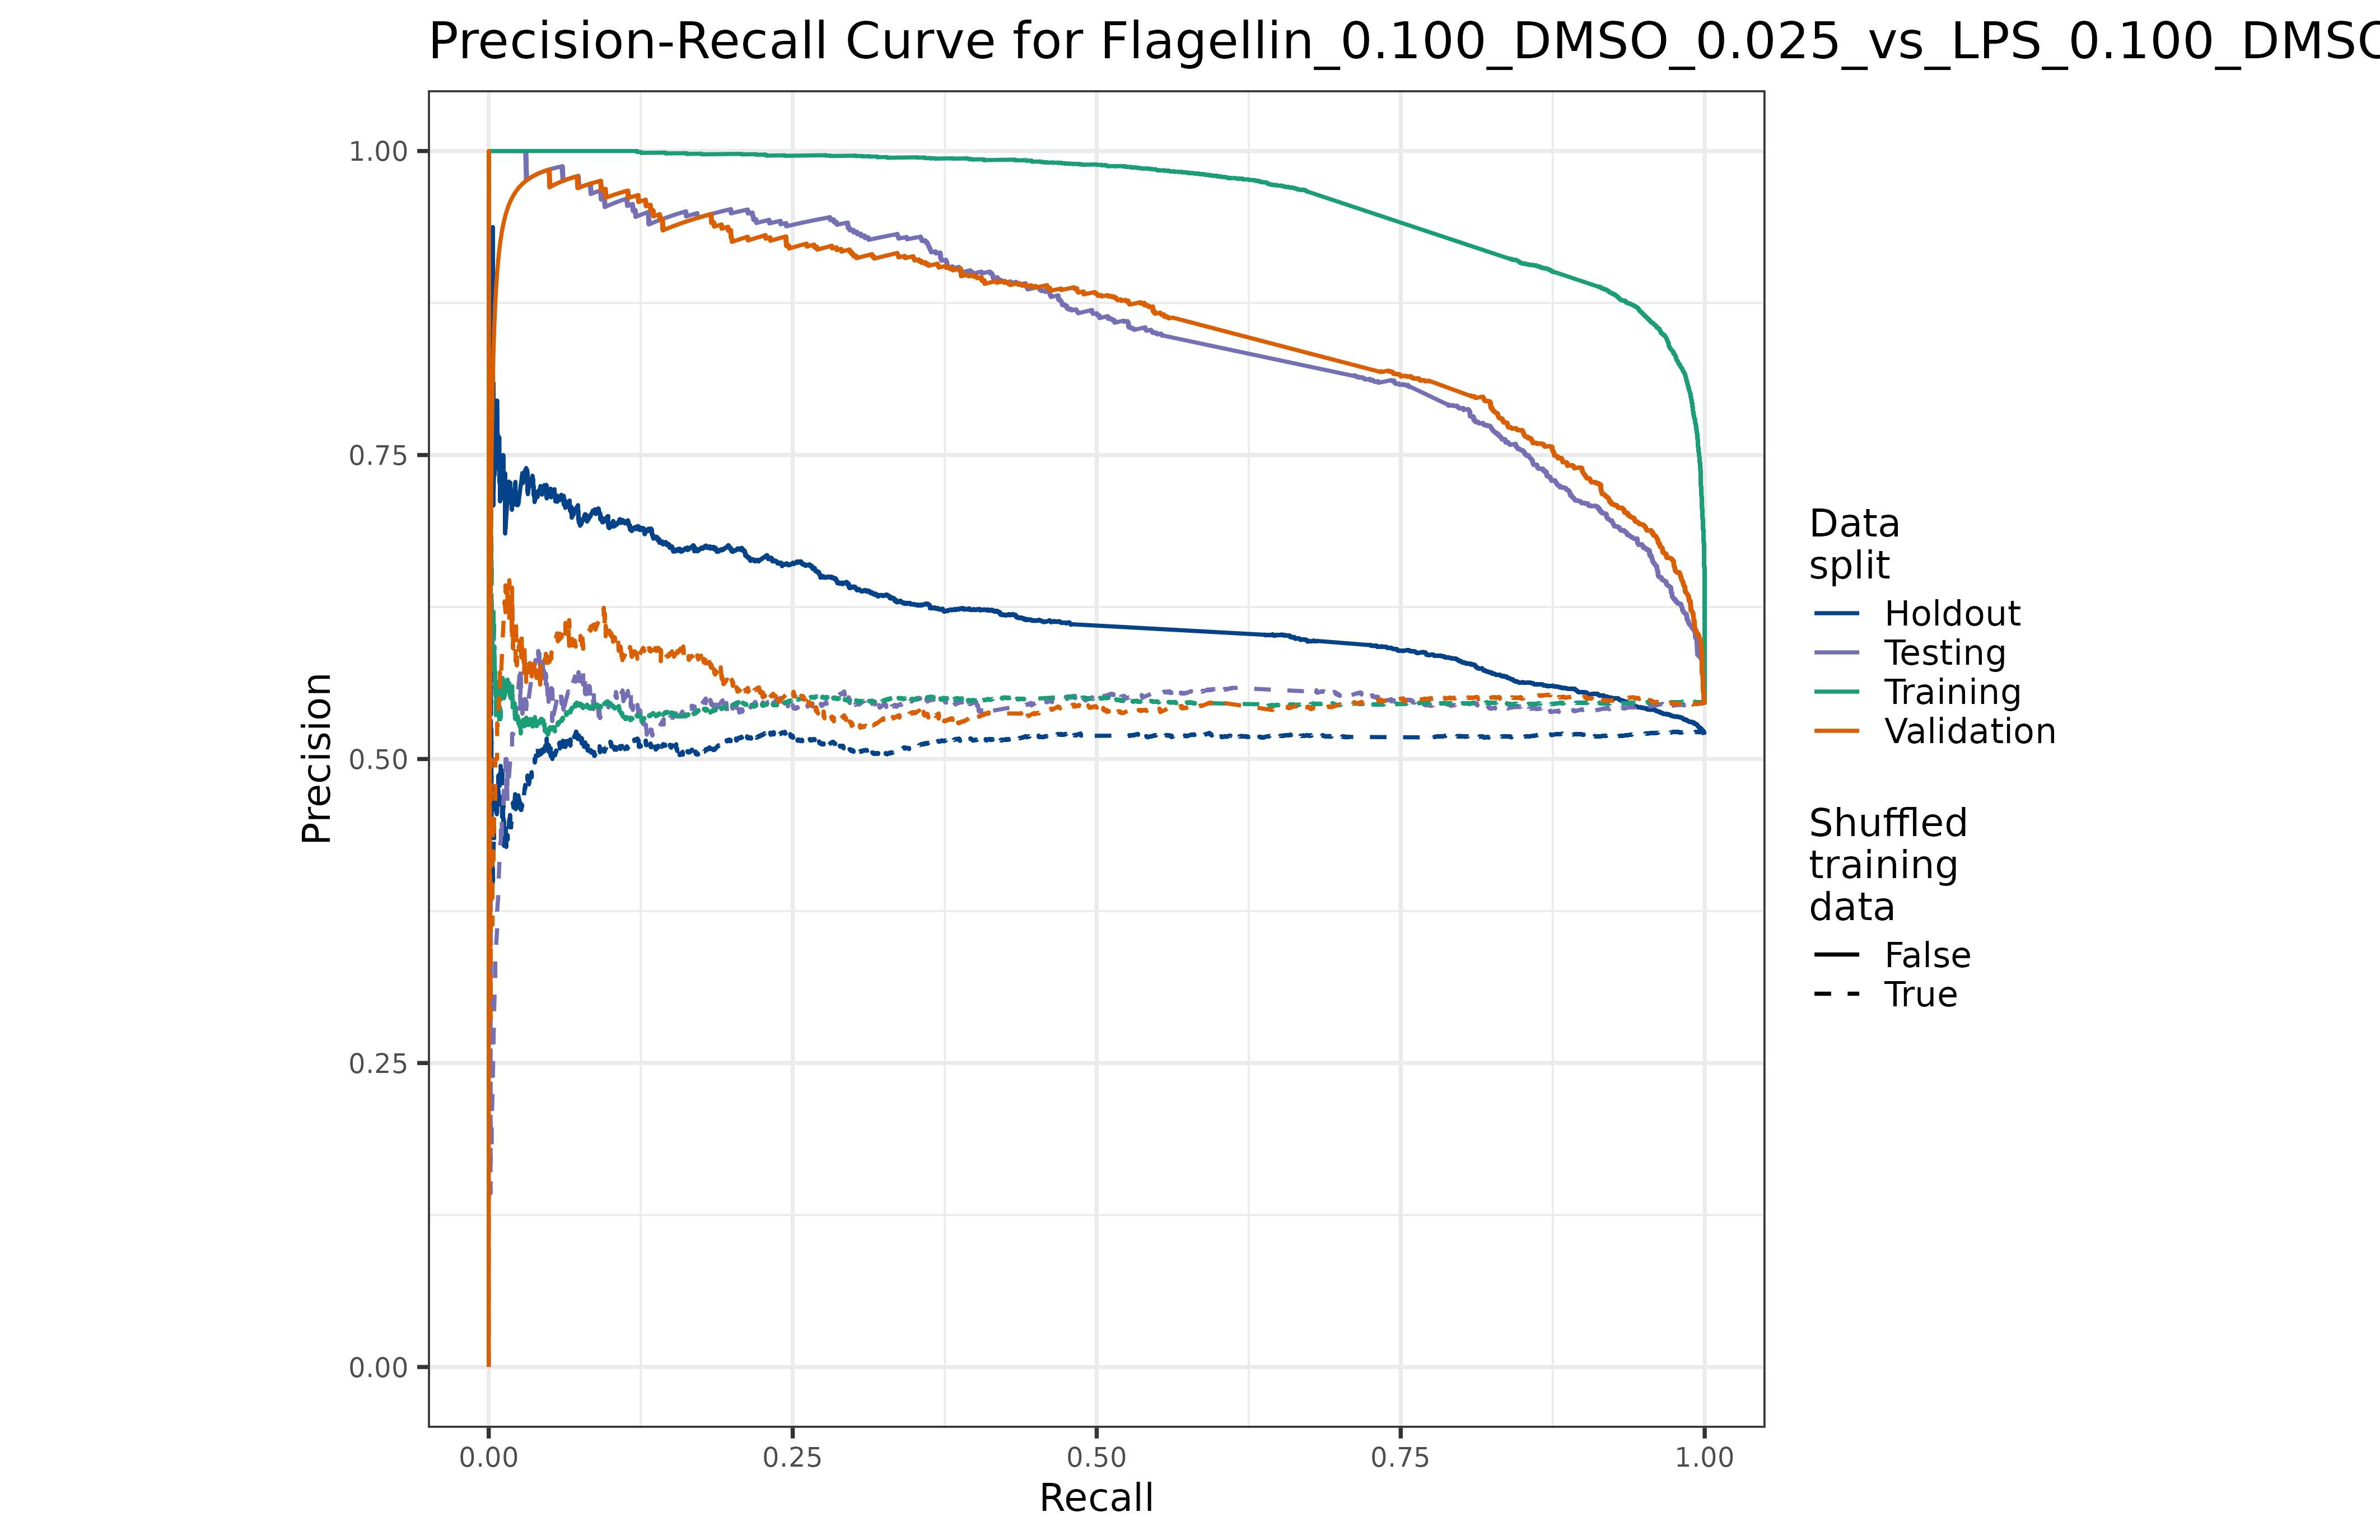 Precision-Recall Curve for Flagellin_0.100_DMSO_0.025_vs_LPS_0.100_DMSO
1.00
0.75
0.50
0.25
0.00
Precision
0.00 0.25 0.50 0.75 1.00
Recall
Data
split
Holdout
Testing
Training
Validation
Shuffled
training
data
False
True